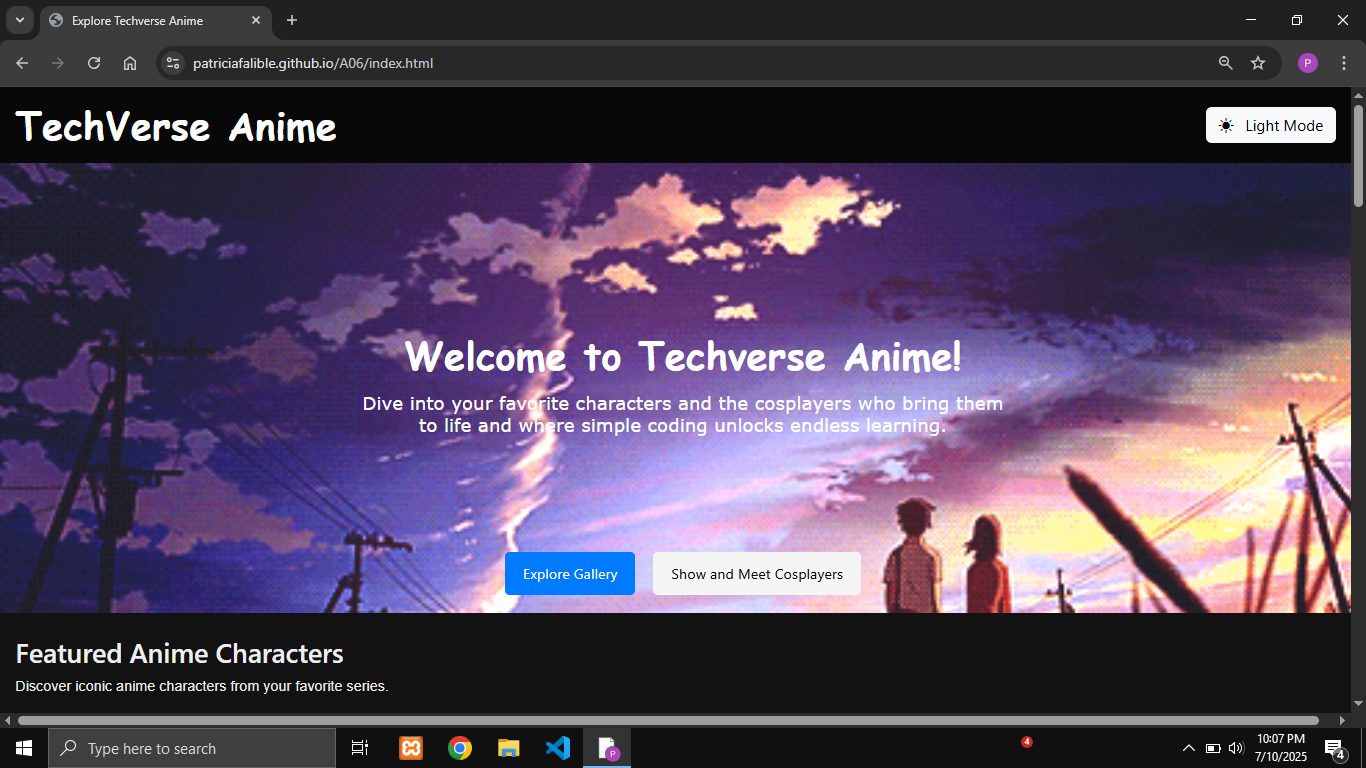 Explore Techverse Anime
patriciafalible.github.io/A06/index.html
P
TechVerse Anime
Light Mode
Welcome to Techverse Anime!
Dive into your favorite characters and the cosplayers who bring them
to life and where simple coding unlocks endless learning.
Explore Gallery
Show and Meet Cosplayers
Featured Anime Characters
Discover iconic anime characters from your favorite series.
Type here to search
P
4
10:07 PM
7/10/2025
4